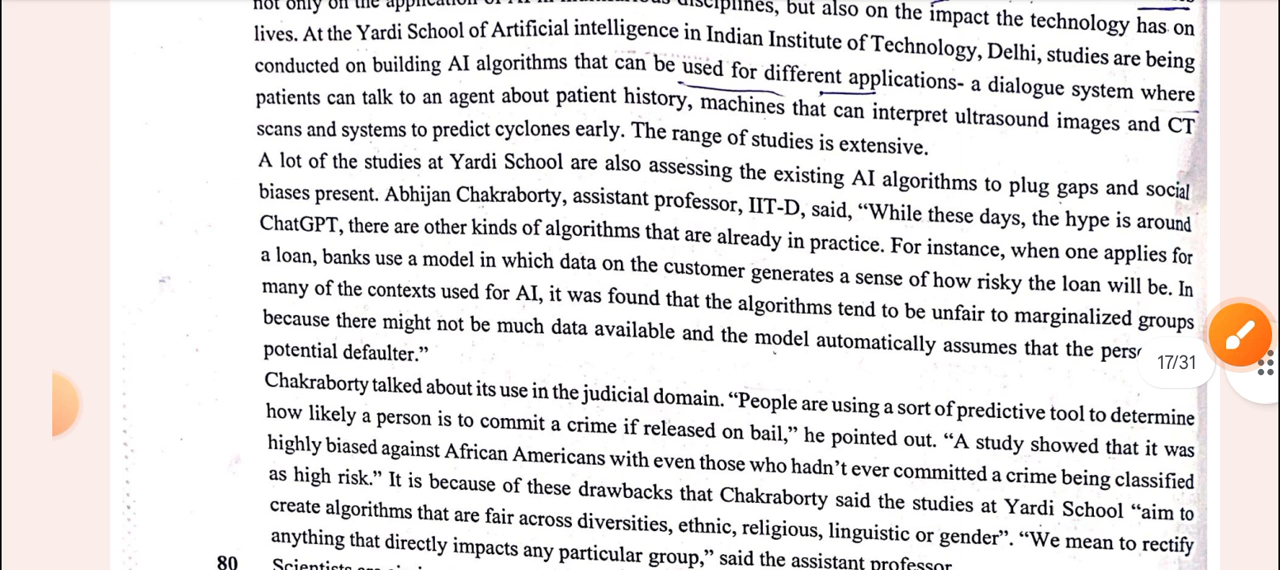 not only on the application of AI in disciplines, but also on the impact the technology has on
lives. At the Yardi School of Artificial intelligence in Indian Institute of Technology, Delhi, studies are being
conducted on building AI algorithms that can be used for different applications- a dialogue system where
patients can talk to an agent about patient history, machines that can interpret ultrasound images and CT
scans and systems to predict cyclones early. The range of studies is extensive.
A lot of the studies at Yardi School are also assessing the existing AI algorithms to plug gaps and social
biases present. Abhijan Chakraborty, assistant professor, IIT-D, said, “While these days, the hype is around
ChatGPT, there are other kinds of algorithms that are already in practice. For instance, when one applies for
a loan, banks use a model in which data on the customer generates a sense of how risky the loan will be. In
many of the contexts used for AI, it was found that the algorithms tend to be unfair to marginalized groups
because there might not be much data available and the model automatically assumes that the
potential defaulter.”
17/31
Chakraborty talked about its use in the judicial domain. “People are using a sort of predictive tool to determine
how likely a person is to commit a crime if released on bail,” he pointed out. “A study showed that it was
highly biased against African Americans with even those who hadn’t ever committed a crime being classified
as high risk.” It is because of these drawbacks that Chakraborty said the studies at Yardi School “aim to
create algorithms that are fair across diversities, ethnic, religious, linguistic or gender”. “We mean to rectify
anything that directly impacts any particular group,” said the assistant professor
80 Scientists